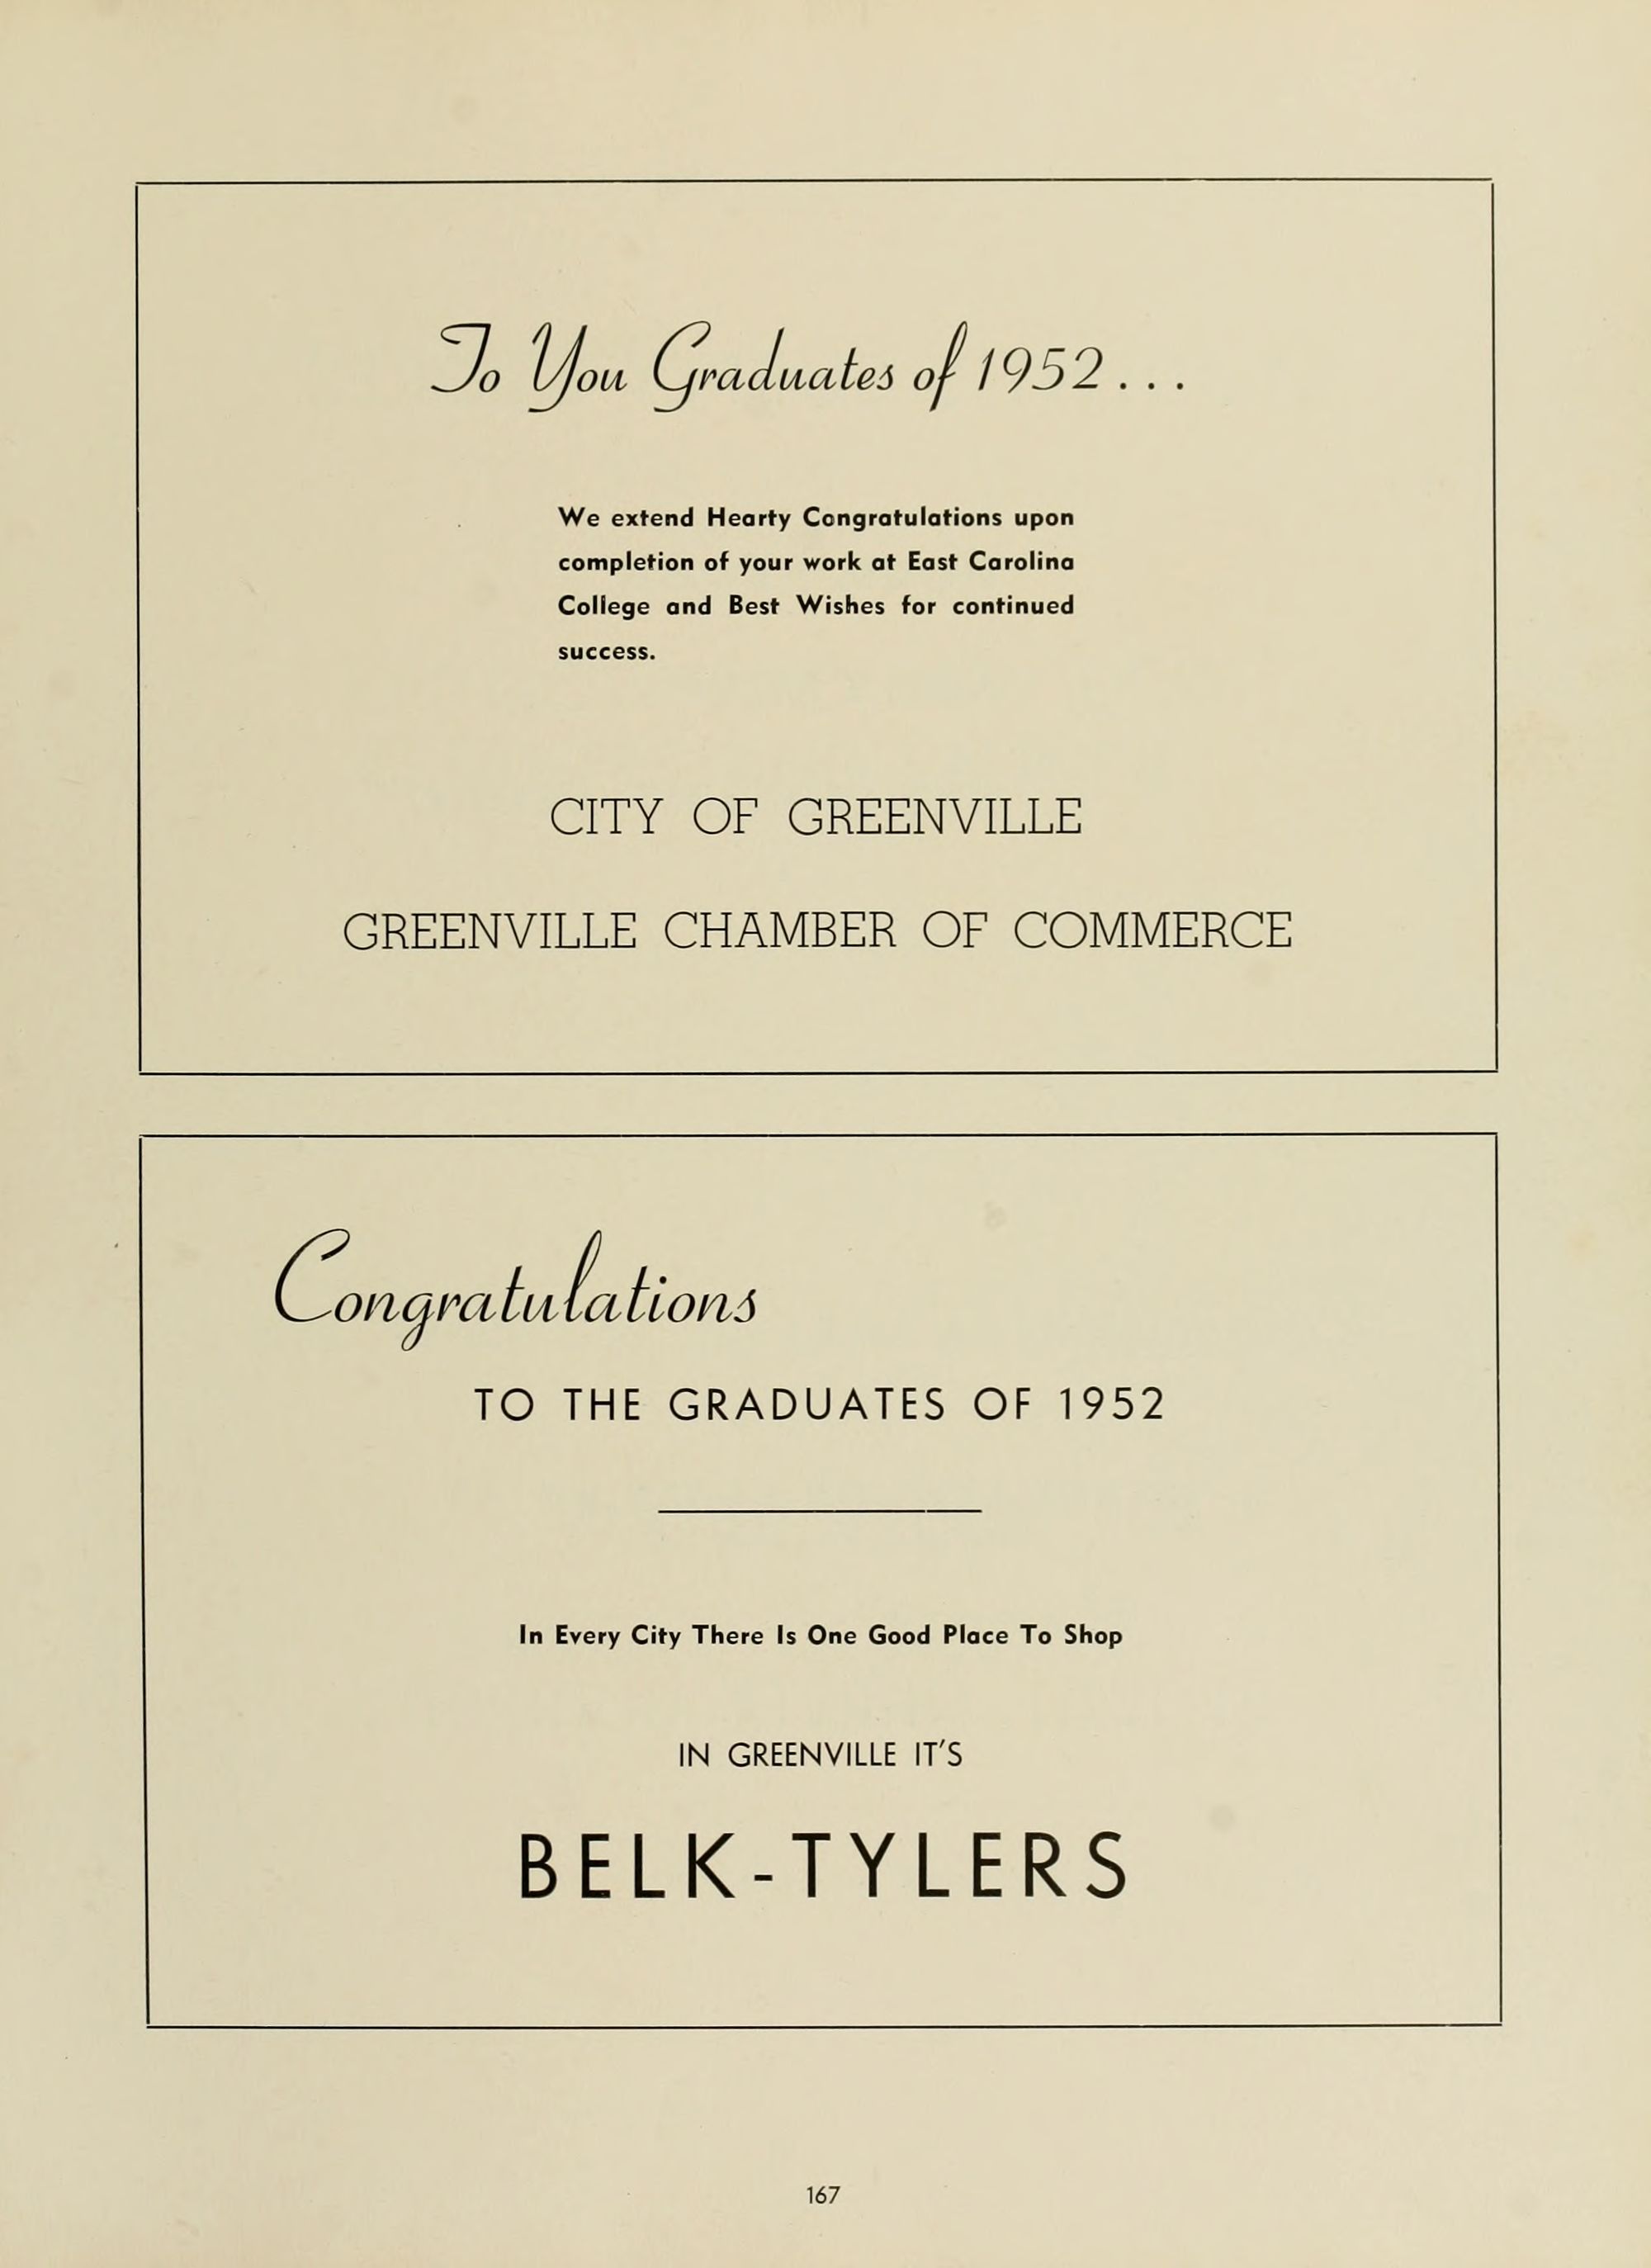 To You Graduates of 1952...
We extend Hearty Congratulations upon
completion of your work at East Carolina
College and Best Wishes for continued
success.
CITY OF GREENVILLE
GREENVILLE CHAMBER OF COMMERCE
Congratulations
TO THE GRADUATES OF 1952
In Every City There Is One Good Place To Shop
IN GREENVILLE IT'S
BELK-TYLERS
167